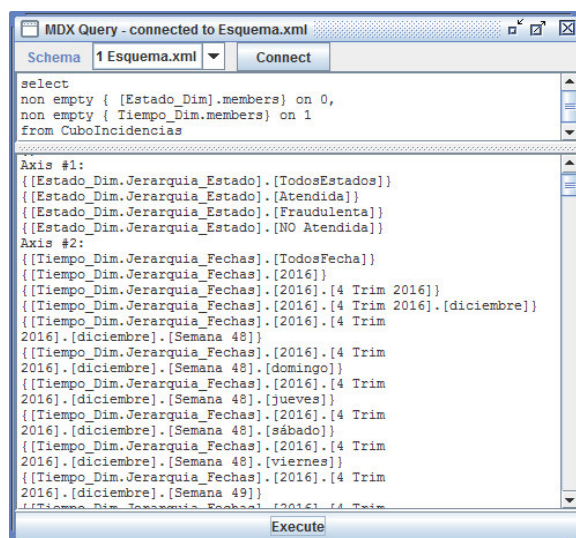 MDX Query - connected to Esquema.xml
Schema 1 Esquema.xml Connect
select
non empty { [Estado_Dim].members} on 0,
non empty { Tiempo_Dim.members} on 1
from CuboIncidencias
Axis #1:
{[Estado_Dim.Jerarquia_Estado].[TodosEstados]}
{[Estado_Dim.Jerarquia_Estado].[Atendida]}
{[Estado_Dim.Jerarquia_Estado].[Fraudulenta]}
{[Estado_Dim.Jerarquia_Estado].[NO Atendida]}
Axis #2:
{[Tiempo_Dim.Jerarquia_Fechas].[TodosFecha]}
{[Tiempo_Dim.Jerarquia_Fechas].[2016]}
{[Tiempo_Dim.Jerarquia_Fechas].[2016].[4 Trim 2016]}
{[Tiempo_Dim.Jerarquia_Fechas].[2016].[4 Trim 2016].[diciembre]}
{[Tiempo_Dim.Jerarquia_Fechas].[2016].[4 Trim
2016].[diciembre].[Semana 48]}
{[Tiempo_Dim.Jerarquia_Fechas].[2016].[4 Trim
2016].[diciembre].[Semana 48].[domingo]}
{[Tiempo_Dim.Jerarquia_Fechas].[2016].[4 Trim
2016].[diciembre].[Semana 48].[jueves]}
{[Tiempo_Dim.Jerarquia_Fechas].[2016].[4 Trim
2016].[diciembre].[Semana 48].[sábado]}
{[Tiempo_Dim.Jerarquia_Fechas].[2016].[4 Trim
2016].[diciembre].[Semana 48].[viernes]}
{[Tiempo_Dim.Jerarquia_Fechas].[2016].[4 Trim
2016].[diciembre].[Semana 49]}
{[Tiempo_Dim.Jerarquia_Fechas].[2016].[4 Trim
Execute